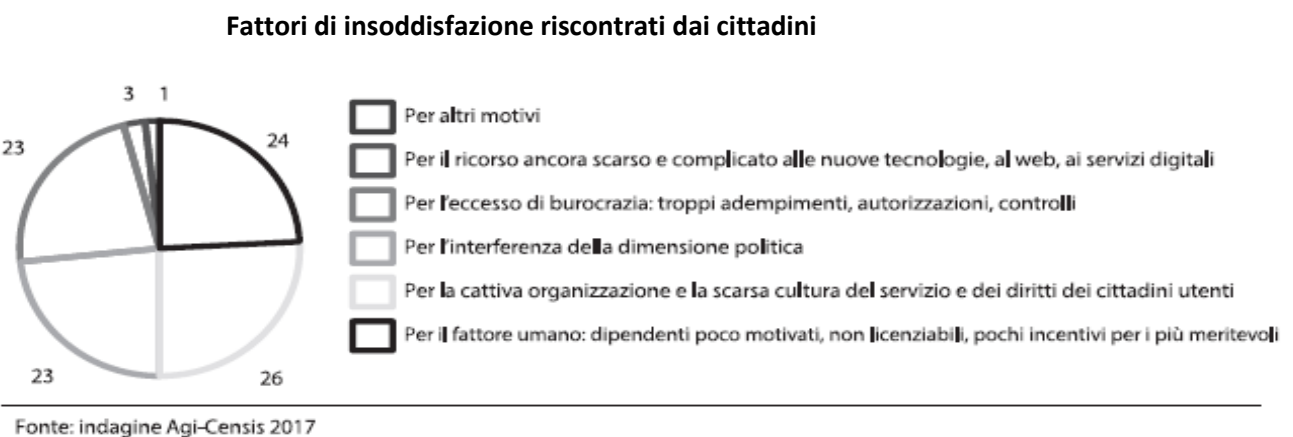 Fattori di insoddisfazione riscontrati dai cittadini
3 1
23
24
23
26
Per altri motivi
Per il ricorso ancora scarso e complicato alle nuove tecnologie, al web, ai servizi digitali
Per l'eccesso di burocrazia: troppi adempimenti, autorizzazioni, controlli
Per l'interferenza della dimensione politica
Per la cattiva organizzazione e la scarsa cultura del servizio e dei diritti dei cittadini utenti
Per il fattore umano: dipendenti poco motivati, non licenziabili, pochi incentivi per i più meritevoli
Fonte: indagine Agi-Censis 2017